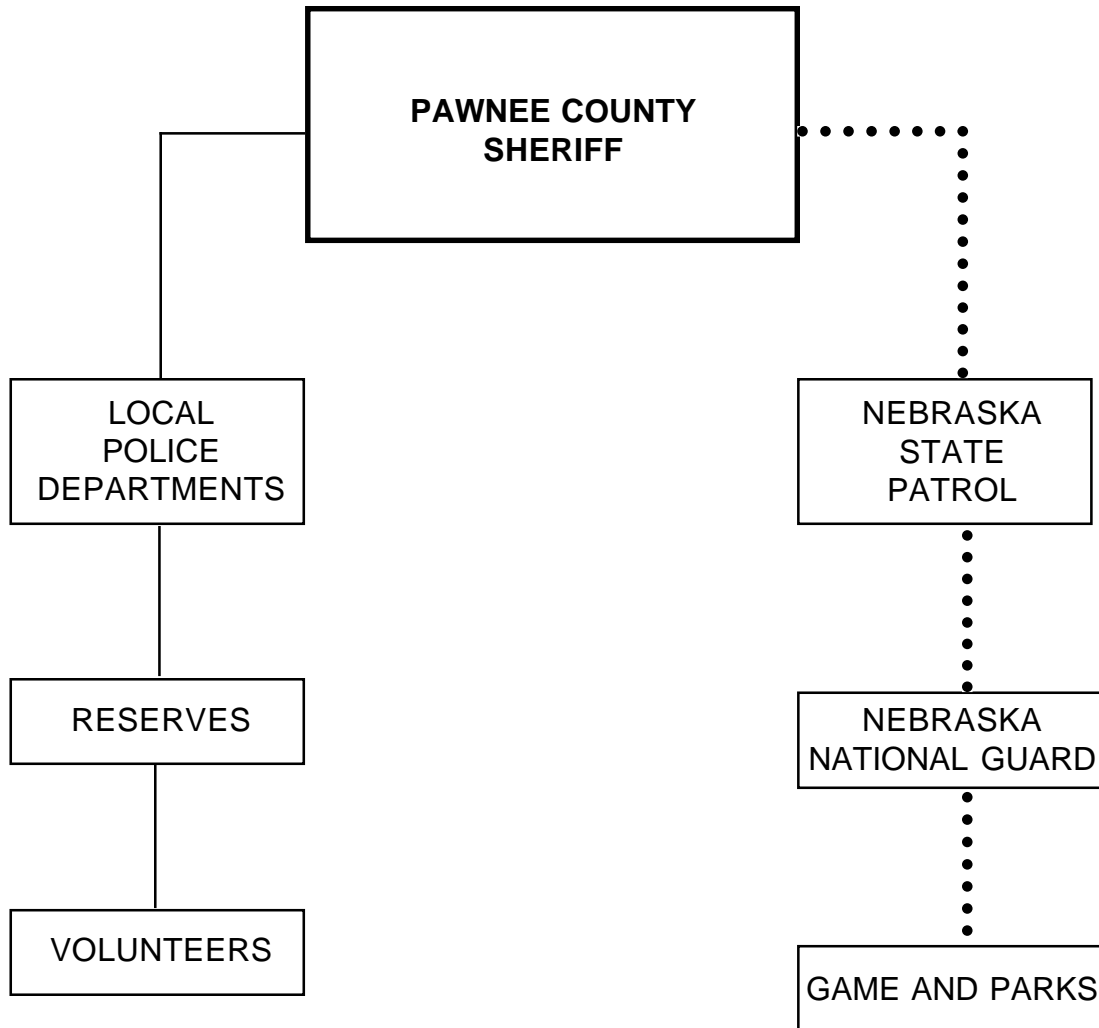 PAWNEE COUNTY
SHERIFF
LOCAL
POLICE
DEPARTMENTS
NEBRASKA
STATE
PATROL
RESERVES
NEBRASKA
NATIONAL GUARD
VOLUNTEERS
GAME AND PARKS